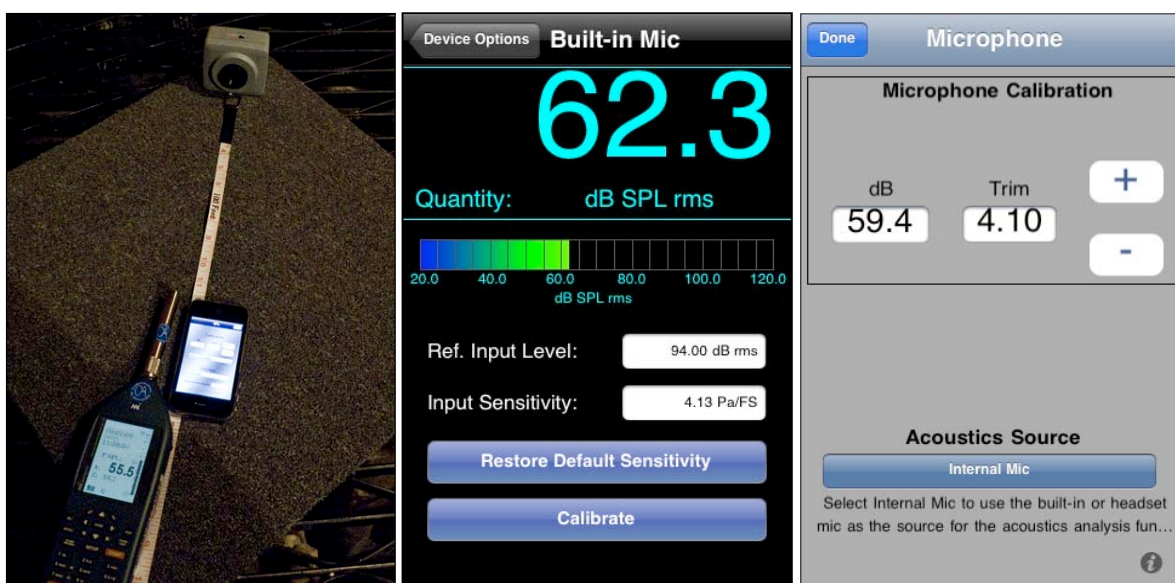 100 Feet
55.5
Device Options
Built-in Mic
62.3
Quantity: dB SPL rms
20.0 40.0 60.0 80.0 100.0 120.0
dB SPL rms
Ref. Input Level: 94.00 dB rms
Input Sensitivity: 4.13 Pa/FS
Restore Default Sensitivity
Calibrate
Done
Microphone
Microphone Calibration
dB Trim +
59.4 4.10
-
Acoustics Source
Internal Mic
Select Internal Mic to use the built-in or headset
mic as the source for the acoustics analysis fun...
i